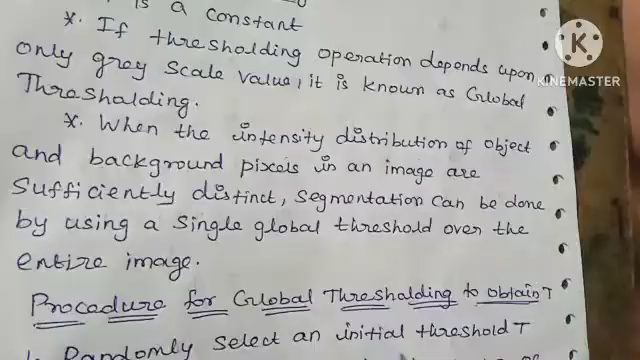 is a constant
*. If thresholding operation depends upon
only grey scale value, it is known as Global
Thresholding.
*. When the intensity distribution of object
and background pixels in an image are
sufficiently distinct, segmentation can be done
by using a single global threshold over the
entire image.
Procedure for Global Thresholding to obtain T
1. Randomly select an initial threshold T
K
KINEMASTER